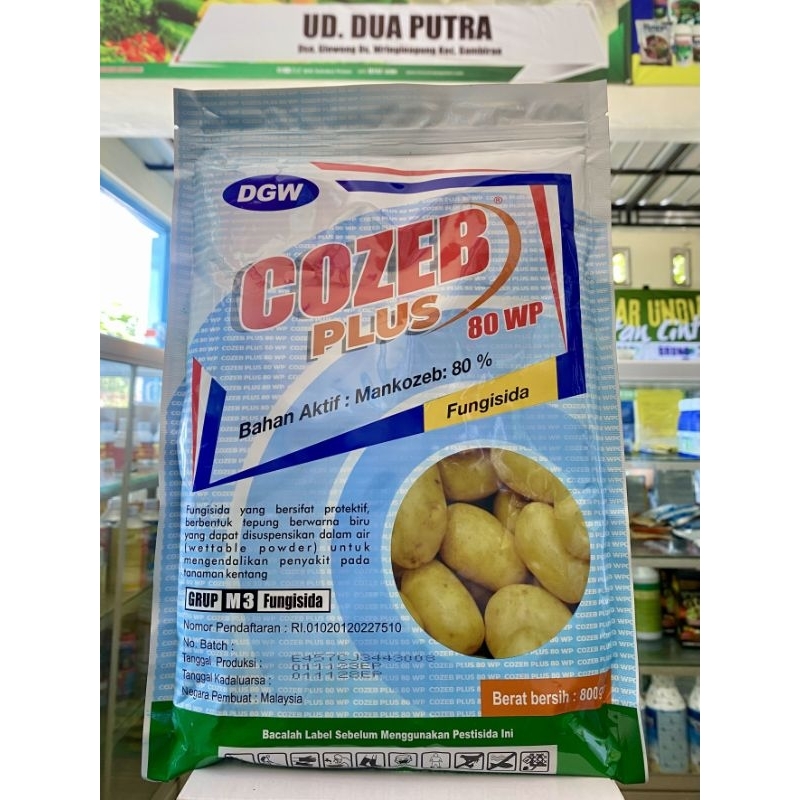 UD. DUA PUTRA
DGW
COZEB®
PLUS
80 WP
Bahan Aktif : Mankozeb: 80 %
Fungisida
Fungisida yang bersifat protektif,
berbentuk tepung berwarna biru
yang dapat disuspensikan dalam air
(wettable powder) untuk
mengendalikan penyakit pada
tanaman kentang
GRUP M3 Fungisida
Nomor Pendaftaran : RI.01020120227510
No. Batch :
Tanggal Produksi :
Tanggal Kadaluarsa :
Negara Pembuat : Malaysia
Berat bersih : 800 g
Bacalah Label Sebelum Menggunakan Pestisida Ini